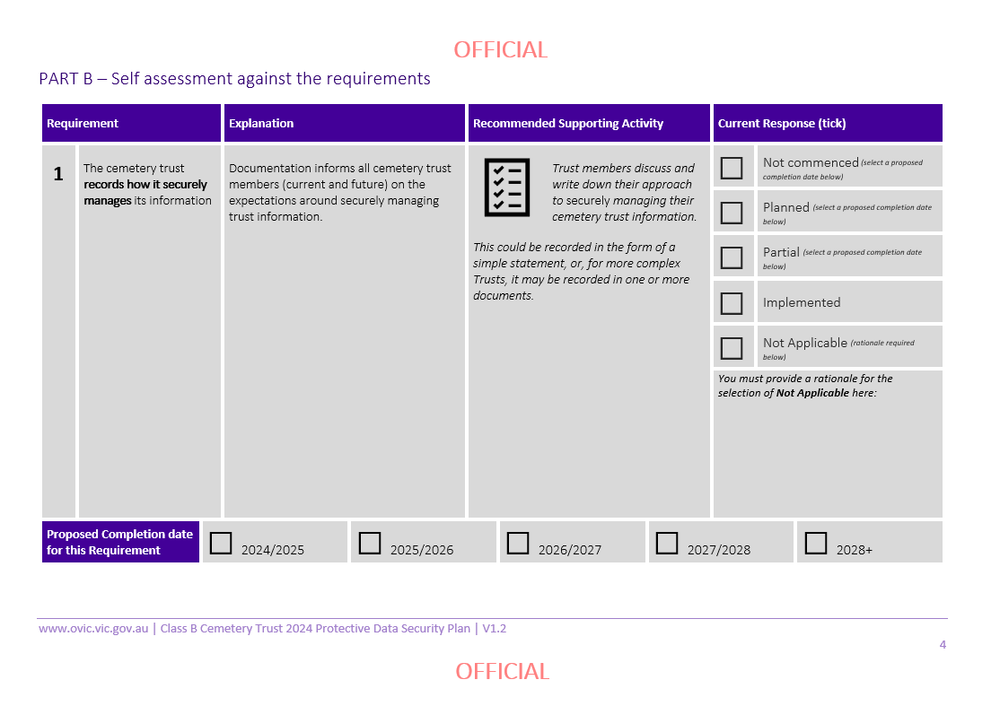 OFFICIAL
PART B – Self assessment against the requirements
Requirement
Explanation
Recommended Supporting Activity
Current Response (tick)
1
The cemetery trust
records how it securely
manages its information
Documentation informs all cemetery trust
members (current and future) on the
expectations around securely managing
trust information.
Trust members discuss and
write down their approach
to securely managing their
cemetery trust information.
This could be recorded in the form of a
simple statement, or, for more complex
Trusts, it may be recorded in one or more
documents.
Not commenced (select a proposed
completion date below)
Planned (select a proposed completion date
below)
Partial (select a proposed completion date
below)
Implemented
Not Applicable (rationale required
below)
You must provide a rationale for the
selection of Not Applicable here:
Proposed Completion date
for this Requirement
2024/2025
2025/2026
2026/2027
2027/2028
2028+
www.ovic.vic.gov.au | Class B Cemetery Trust 2024 Protective Data Security Plan | V1.2
4
OFFICIAL